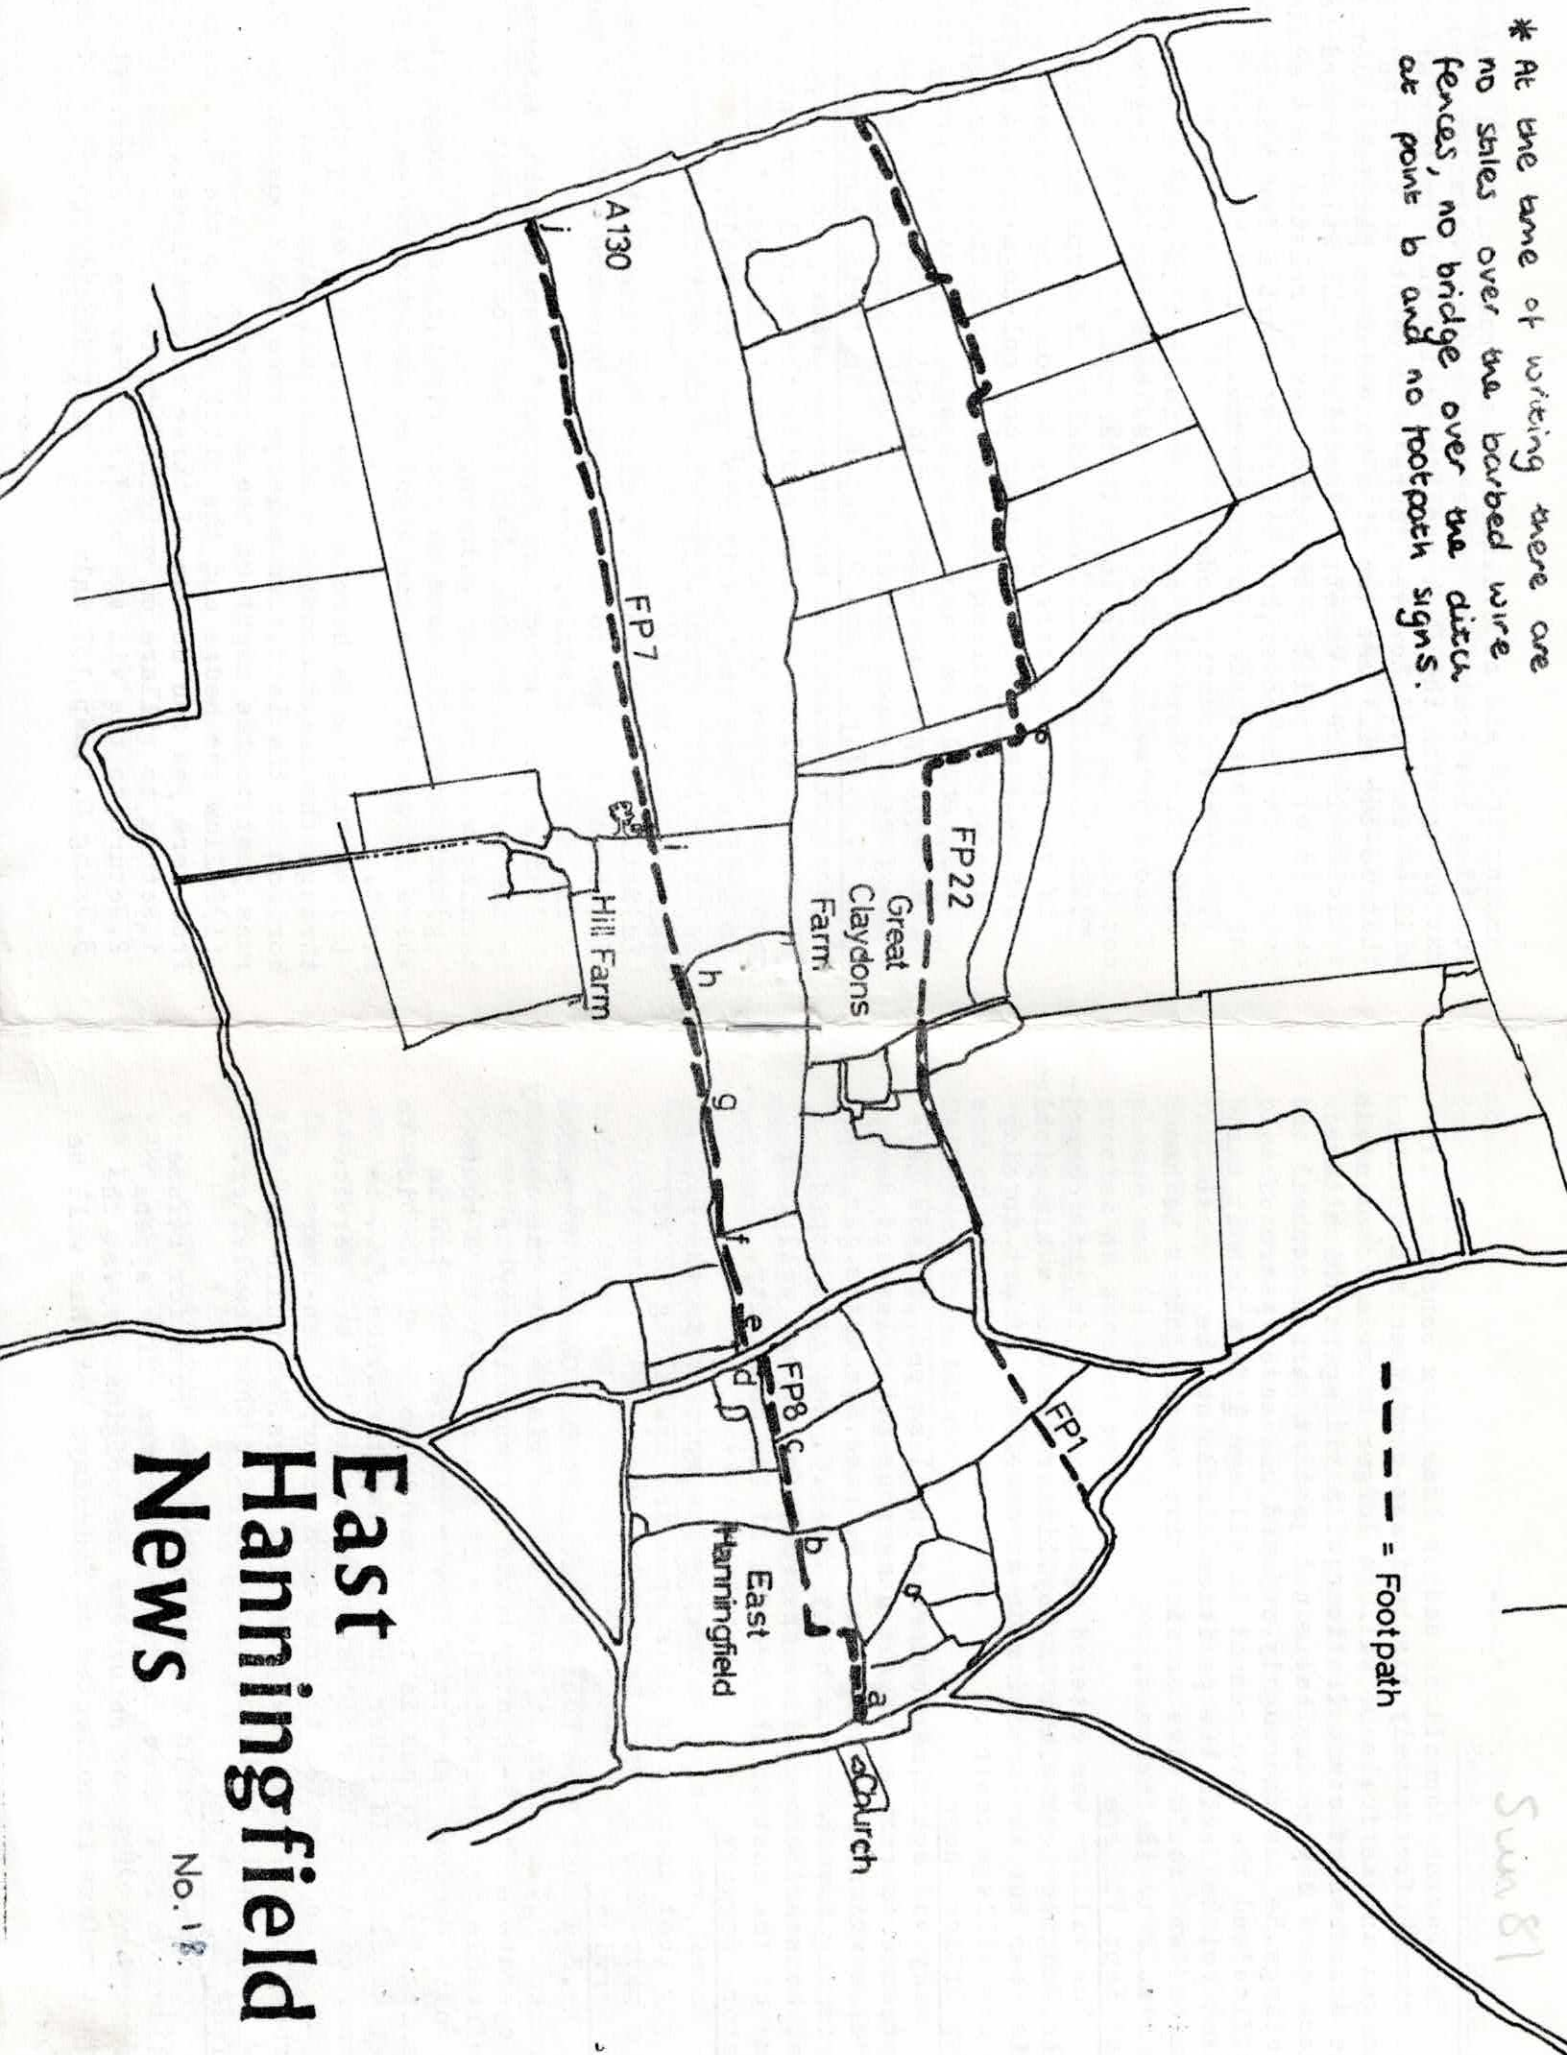 * At the time of writing there are
no stiles over the barbed wire
fences, no bridge over the ditch
at point b and no footpath signs.
= Footpath
Sum 81
A130
j
FP7
i
Hill Farm
h
g
f
e
d
FP8
c
b
a
FP22
Great
Claydons
Farm
FP1
East
Hanningfield
Church
East
Hanningfield
News
No. 18.